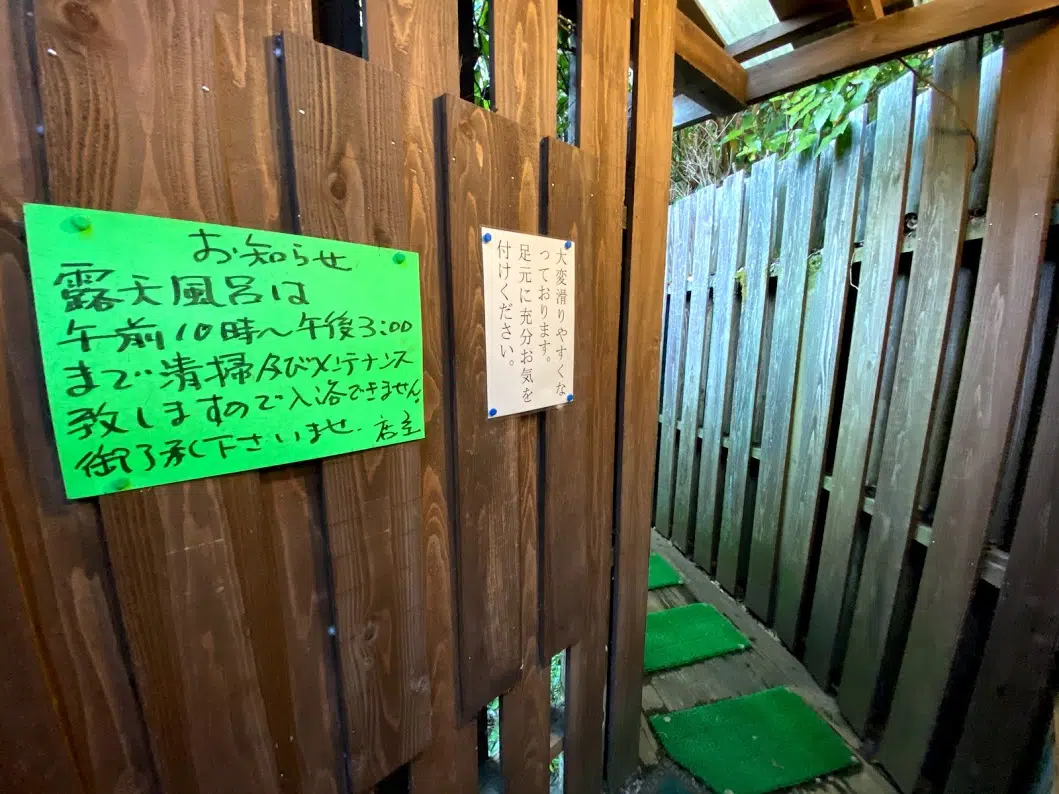 お知らせ
露天風呂は
午前10時〜午後3:00
まで清掃及びメンテナンス
致しますので入浴できません。
御了承下さいませ. 店主
大変滑りやすくな
っております。
足元に充分お気を
付けください。